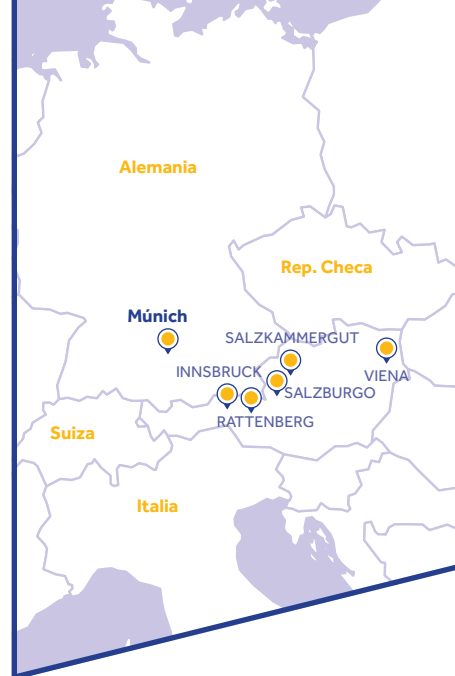 Alemania
Rep. Checa
Múnich
SALZKAMMERGUT
INNSBRUCK
VIENA
SALZBURGO
RATTENBERG
Suiza
Italia